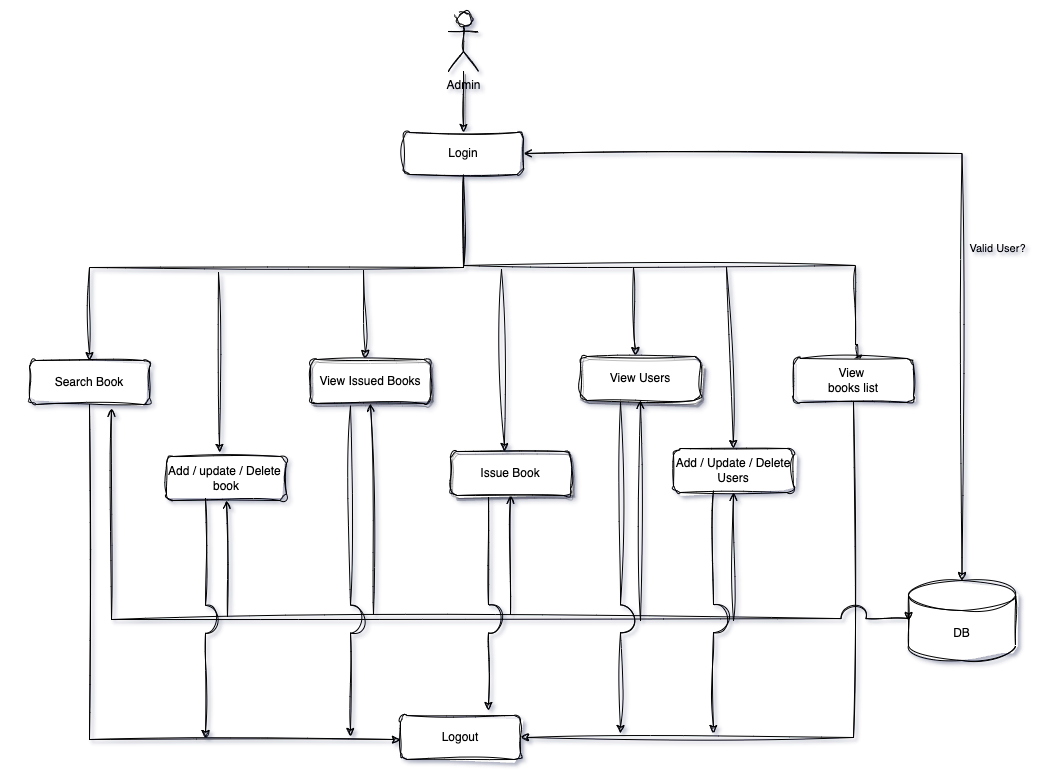 Admin
Login
Valid User?
Search Book
View Issued Books
View Users
View
books list
Add / update / Delete
book
Issue Book
Add / Update / Delete
Users
DB
Logout